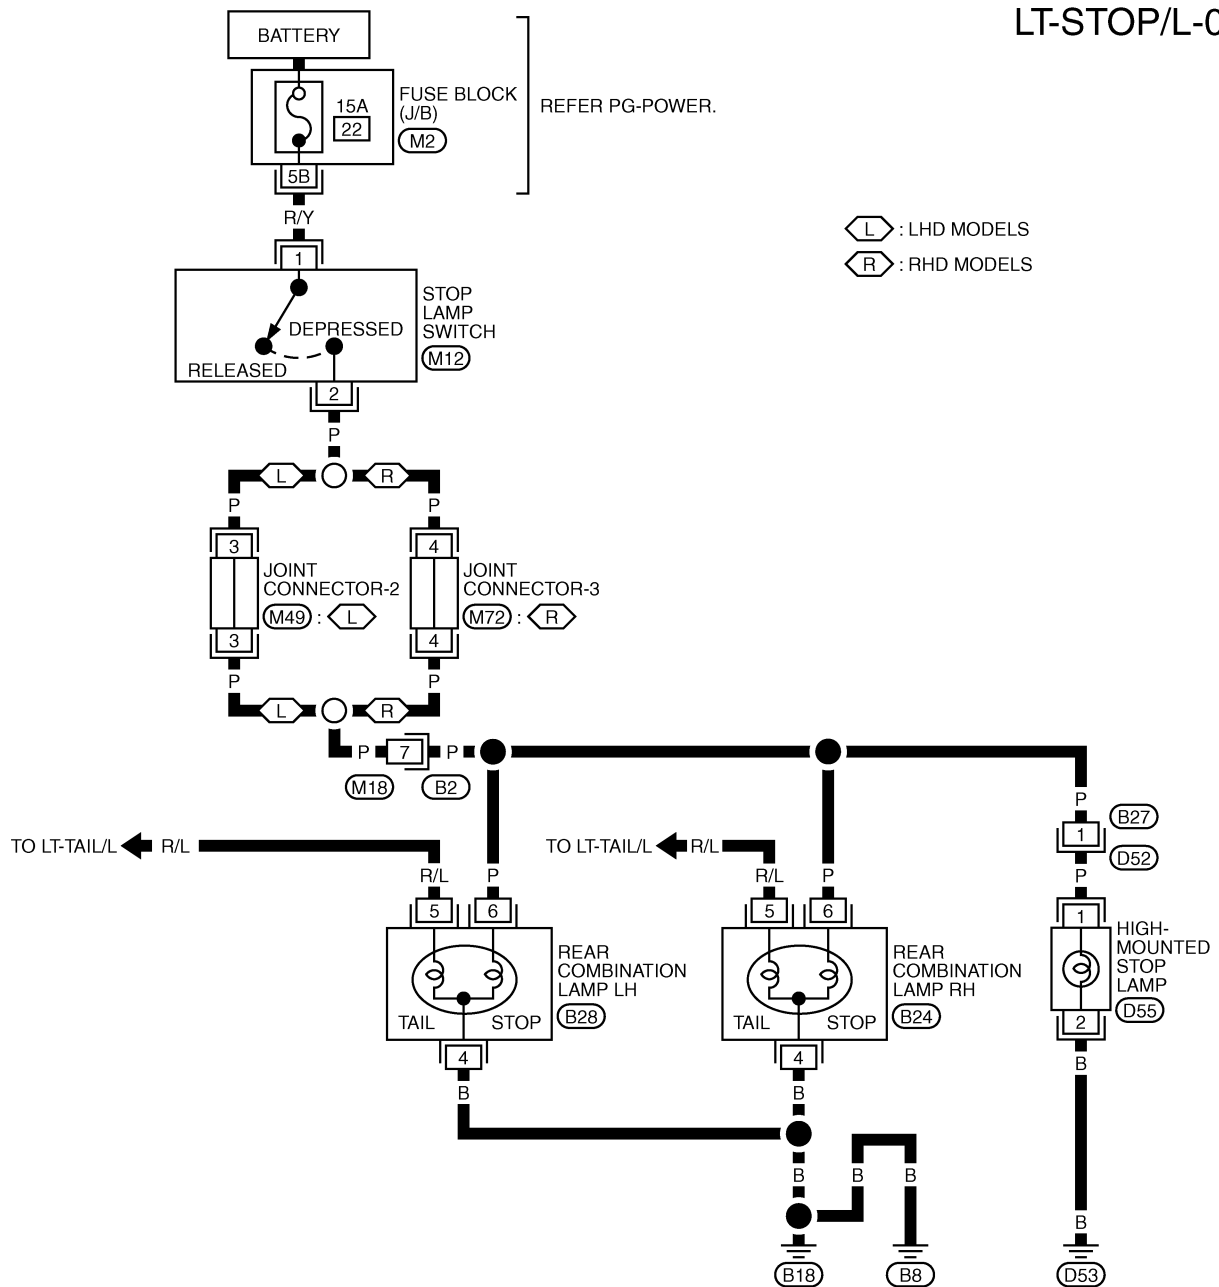 LT-STOP/L-0
BATTERY
FUSE BLOCK
(J/B)
M2
15A
22
REFER PG-POWER.
5B
R/Y
L : LHD MODELS
R : RHD MODELS
1
STOP
LAMP
SWITCH
M12
DEPRESSED
RELEASED
2
P
L R
P P
3 4
JOINT
CONNECTOR-2
M49 : L
JOINT
CONNECTOR-3
M72 : R
3 4
P P
L R
P 7 P
M18 B2
P
B27
1
D52
P
TO LT-TAIL/L R/L
TO LT-TAIL/L R/L
R/L P R/L P
5 6 5 6
1
REAR
COMBINATION
LAMP LH
B28
TAIL STOP
REAR
COMBINATION
LAMP RH
B24
TAIL STOP
HIGH-
MOUNTED
STOP
LAMP
D55
2
4 4
B B B
B B B
B
B18 B8 D53